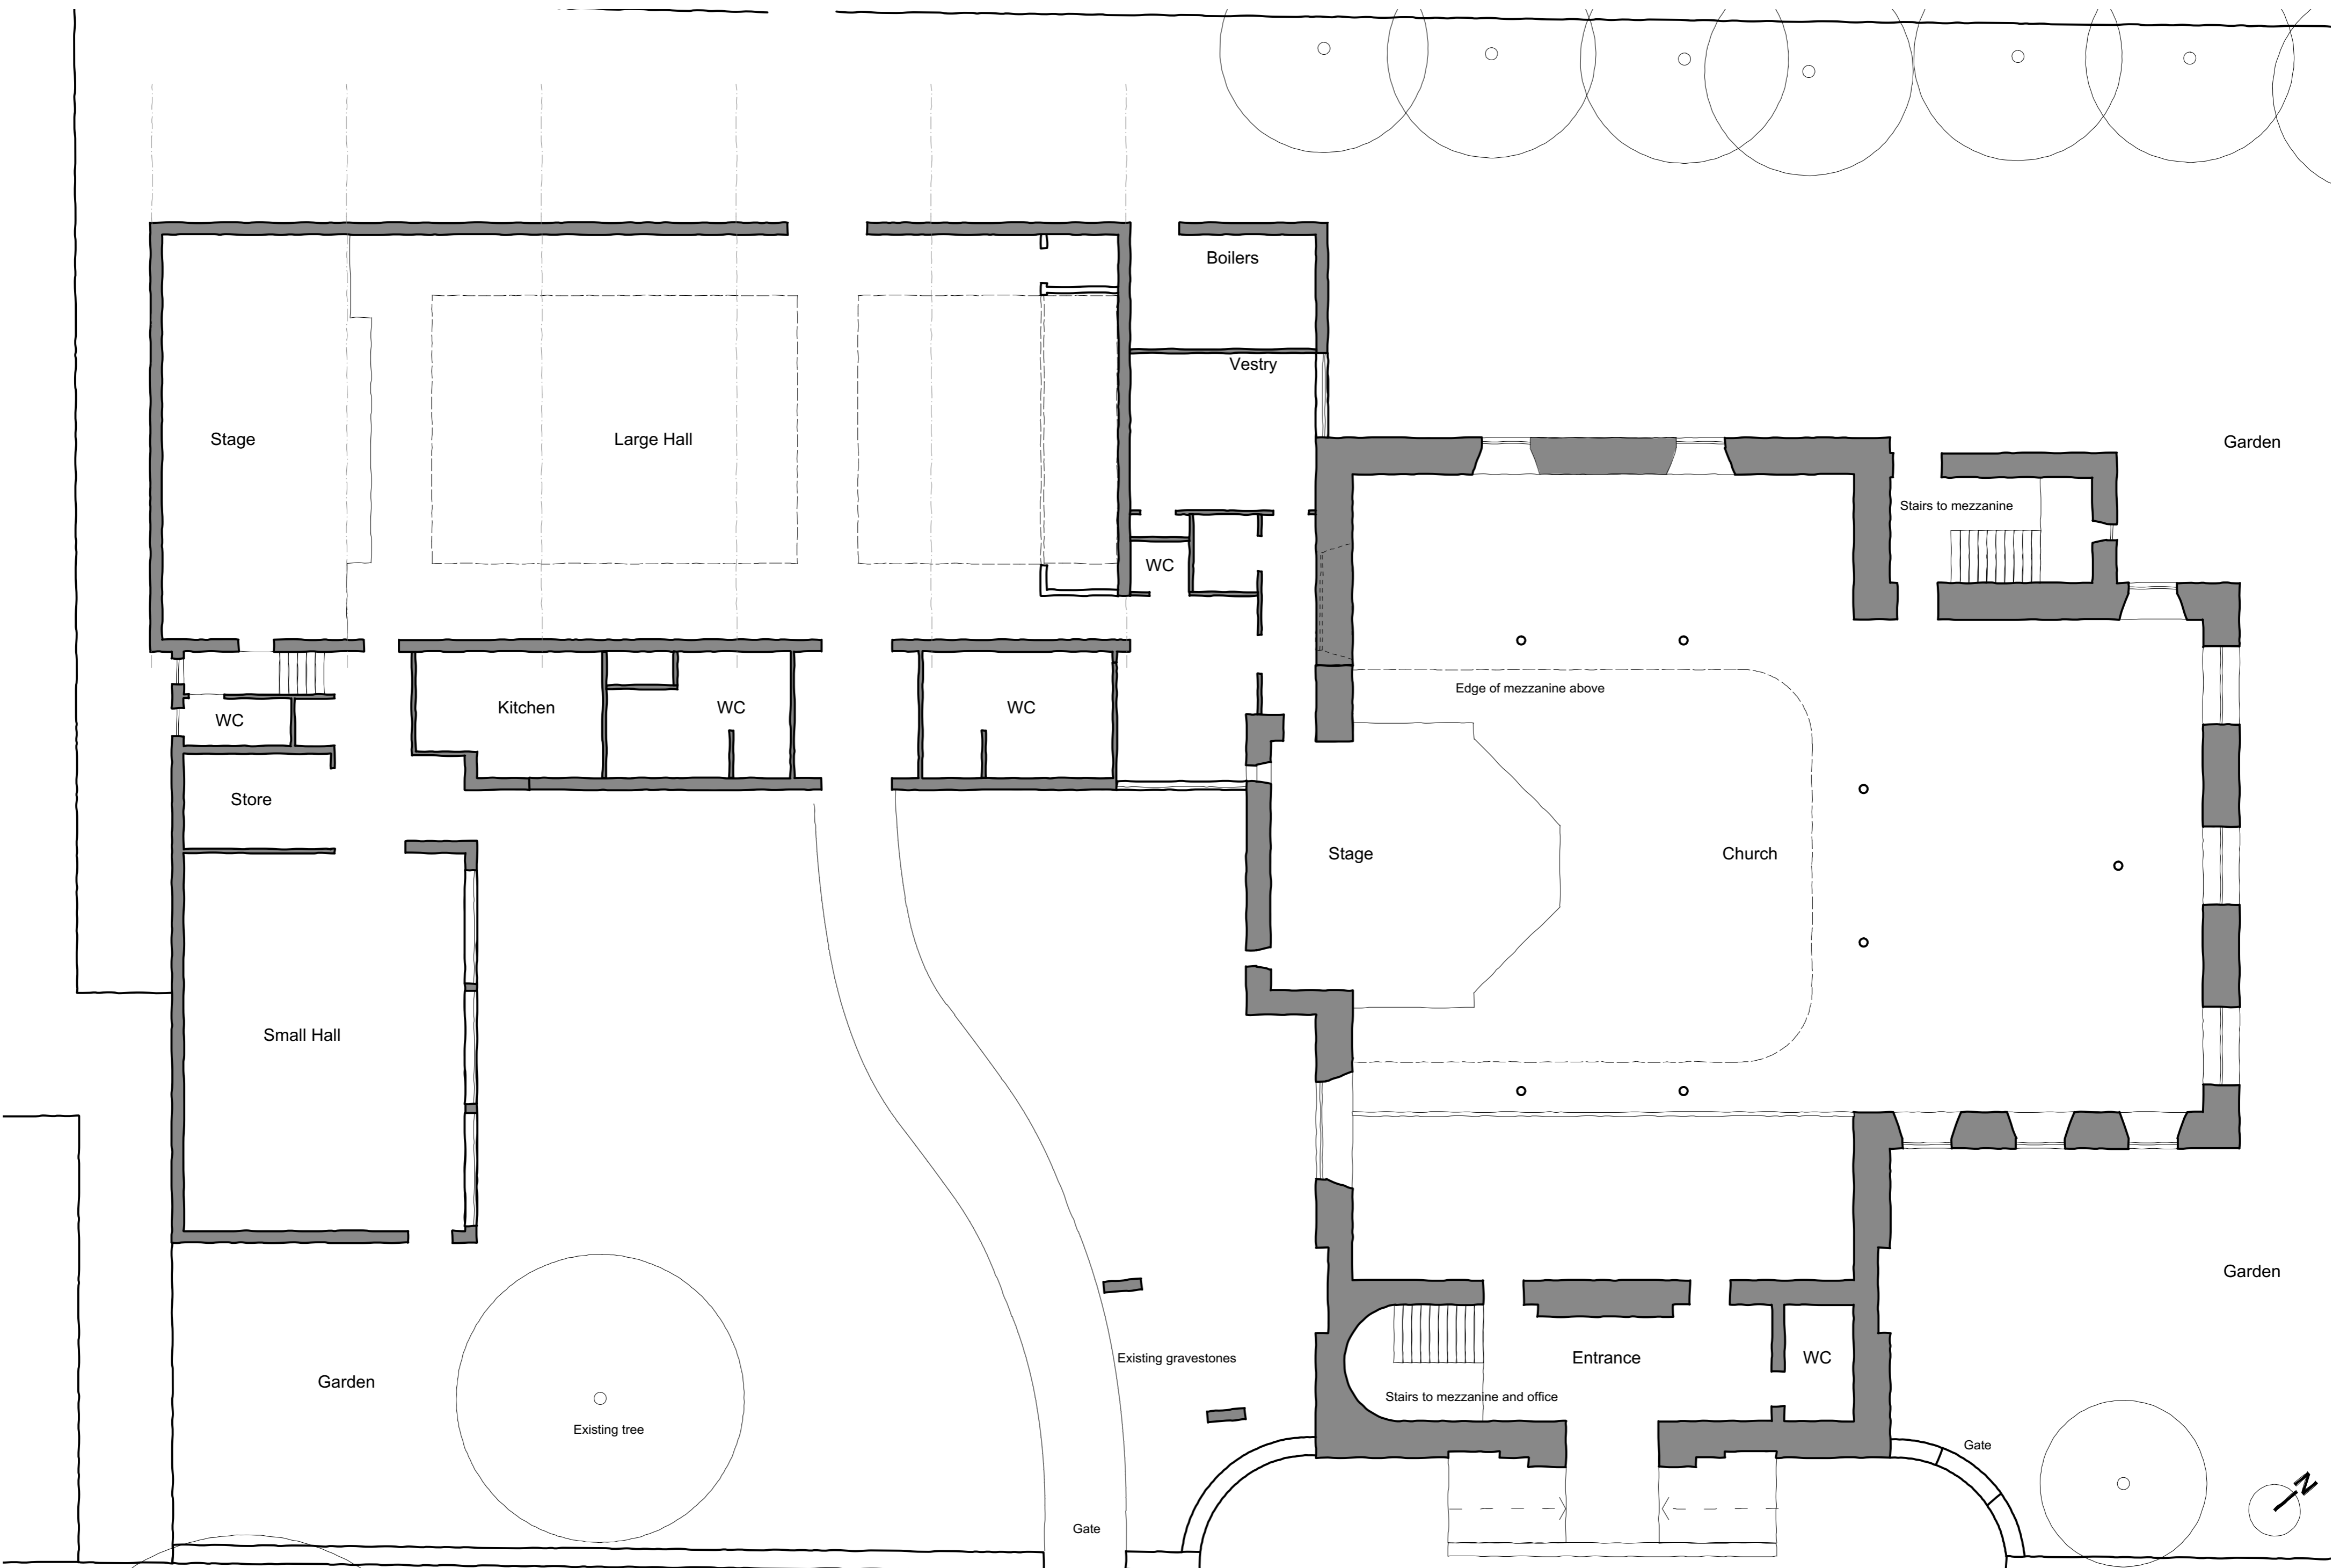 Boilers
Vestry
Stage
Large Hall
Garden
Stairs to mezzanine
WC
Edge of mezzanine above
WC
Kitchen
WC
WC
Store
Stage
Church
Small Hall
Garden
Existing gravestones
Entrance
WC
Garden
Stairs to mezzanine and office
Existing tree
Gate
Gate
N